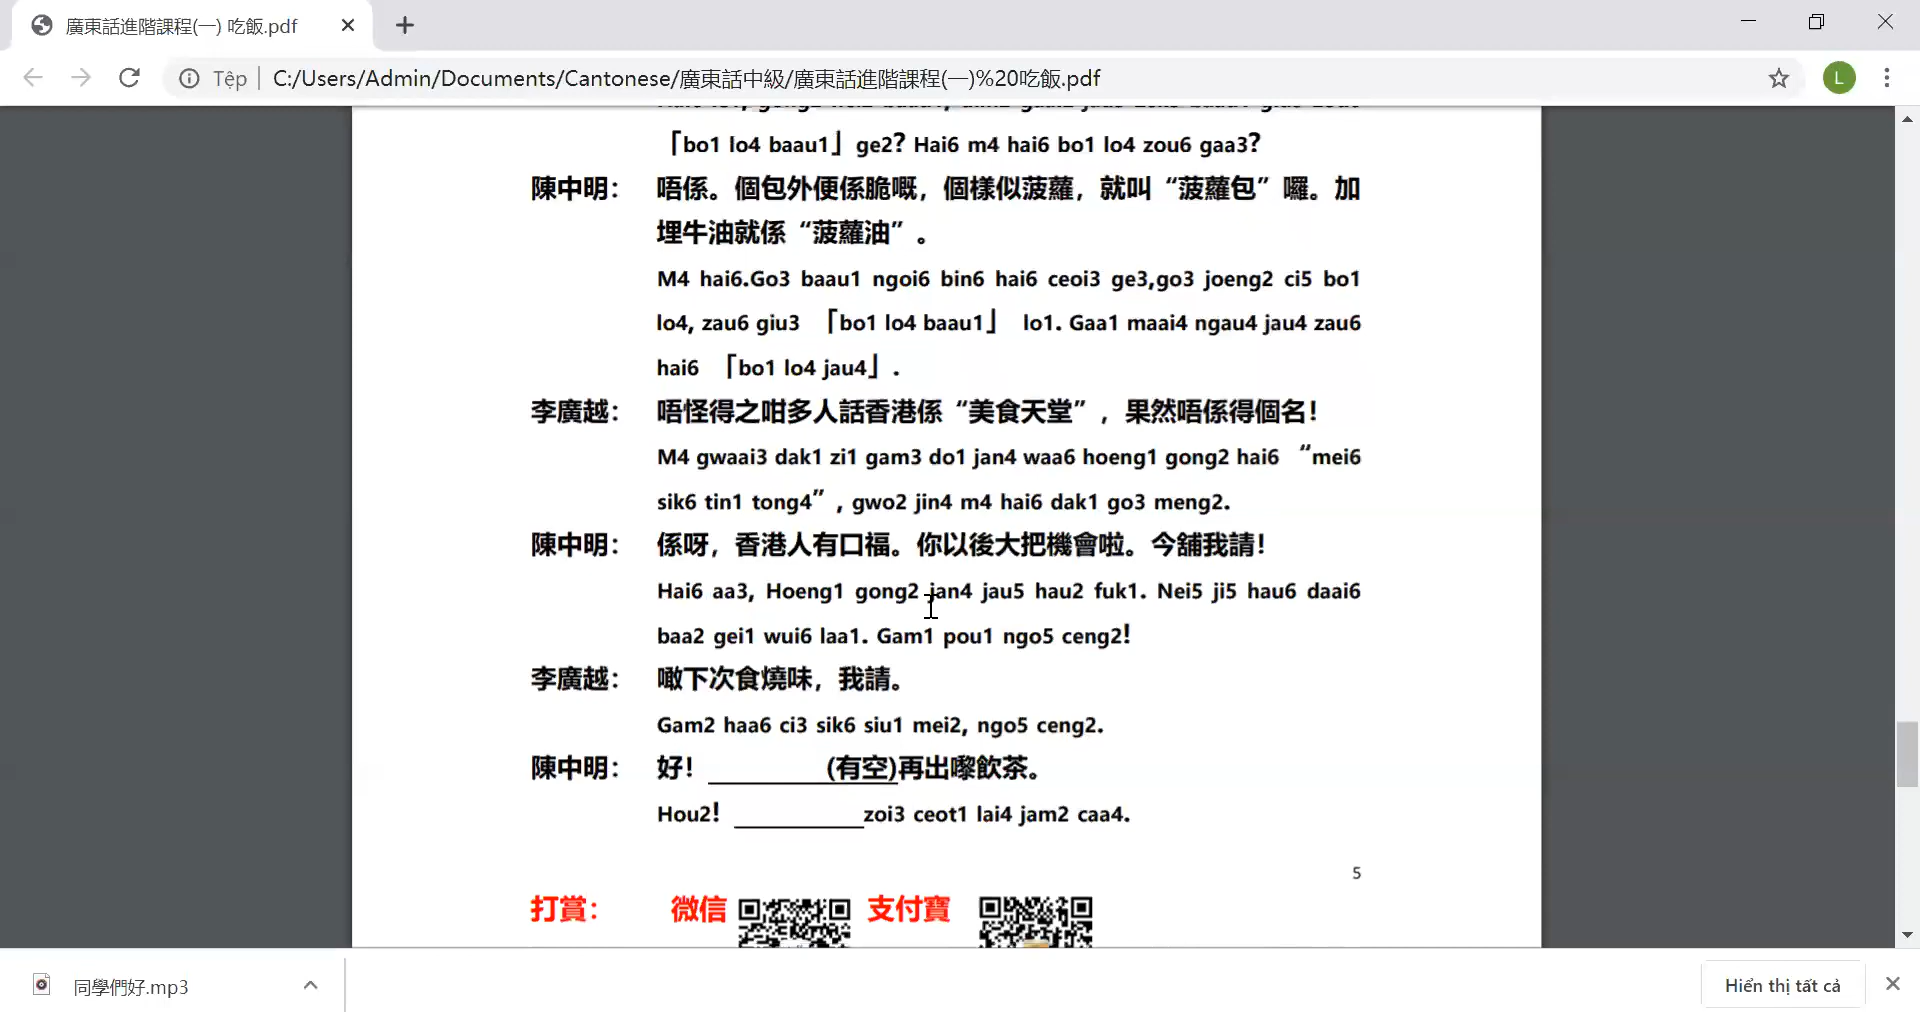 廣東話進階課程(一) 吃飯.pdf
Tệp
C:/Users/Admin/Documents/Cantonese/廣東話中級/廣東話進階課程(一)%20吃飯.pdf
L
「bo1 lo4 baau1」ge2? Hai6 m4 hai6 bo1 lo4 zou6 gaa3?
陳中明： 唔係。個包外便係脆嘅，個樣似菠蘿，就叫“菠蘿包”囉。加
埋牛油就係“菠蘿油”。
M4 hai6.Go3 baau1 ngoi6 bin6 hai6 ceoi3 ge3,go3 joeng2 ci5 bo1
lo4, zau6 giu3 「bo1 lo4 baau1」 lo1. Gaa1 maai4 ngau4 jau4 zau6
hai6 「bo1 lo4 jau4」.
李廣越： 唔怪得之咁多人話香港係“美食天堂”，果然唔係得個名！
M4 gwaai3 dak1 zi1 gam3 do1 jan4 waa6 hoeng1 gong2 hai6 “mei6
sik6 tin1 tong4”, gwo2 jin4 m4 hai6 dak1 go3 meng2.
陳中明： 係呀，香港人有口福。你以後大把機會啦。今舖我請！
Hai6 aa3, Hoeng1 gong2 jan4 jau5 hau2 fuk1. Nei5 ji5 hau6 daai6
baa2 gei1 wui6 laa1. Gam1 pou1 ngo5 ceng2!
李廣越： 噉下次食燒味，我請。
Gam2 haa6 ci3 sik6 siu1 mei2, ngo5 ceng2.
陳中明： 好！_________(有空)再出嚟飲茶。
Hou2! __________zoi3 ceot1 lai4 jam2 caa4.
5
打賞： 微信 支付寶
同學們好.mp3
Hiển thị tất cả